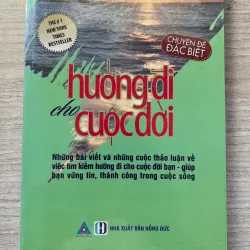 THE # 1
NEW YORK
TIMES
BESTSELLER
CHUYÊN ĐỀ
ĐẶC BIỆT
hướng đi
cho cuộc đời
Những bài viết và những cuộc thảo luận về
việc tìm kiếm hướng đi cho cuộc đời bạn - giúp
bạn vững tin, thành công trong cuộc sống
NHÀ XUẤT BẢN HỒNG ĐỨC